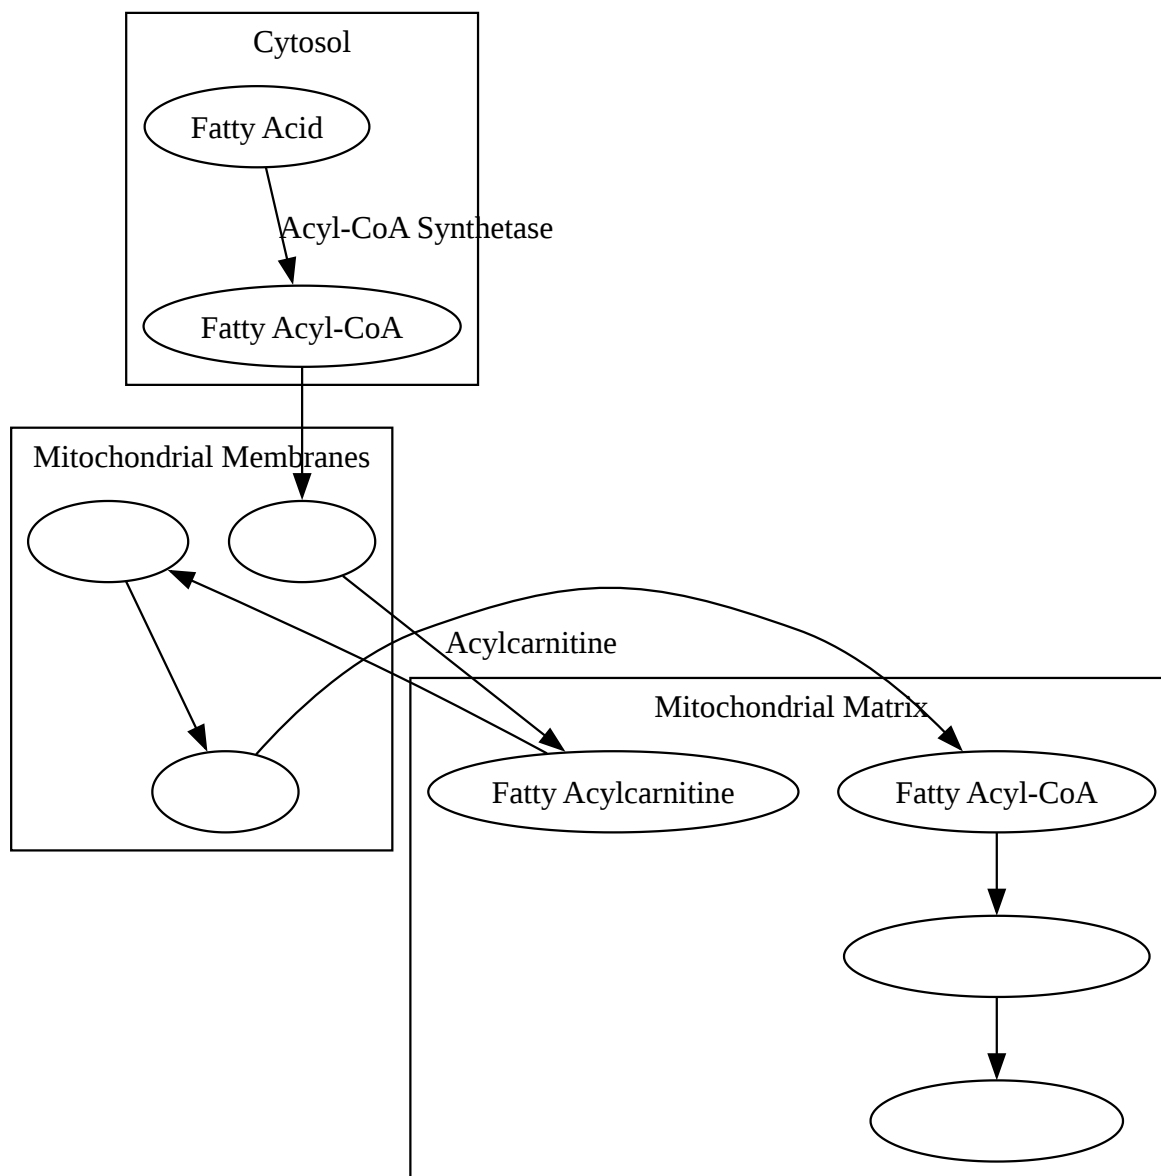 Cytosol
Fatty Acid
Acyl-CoA Synthetase
Fatty Acyl-CoA
Mitochondrial Membranes
Acylcarnitine
Mitochondrial Matrix
Fatty Acylcarnitine
Fatty Acyl-CoA